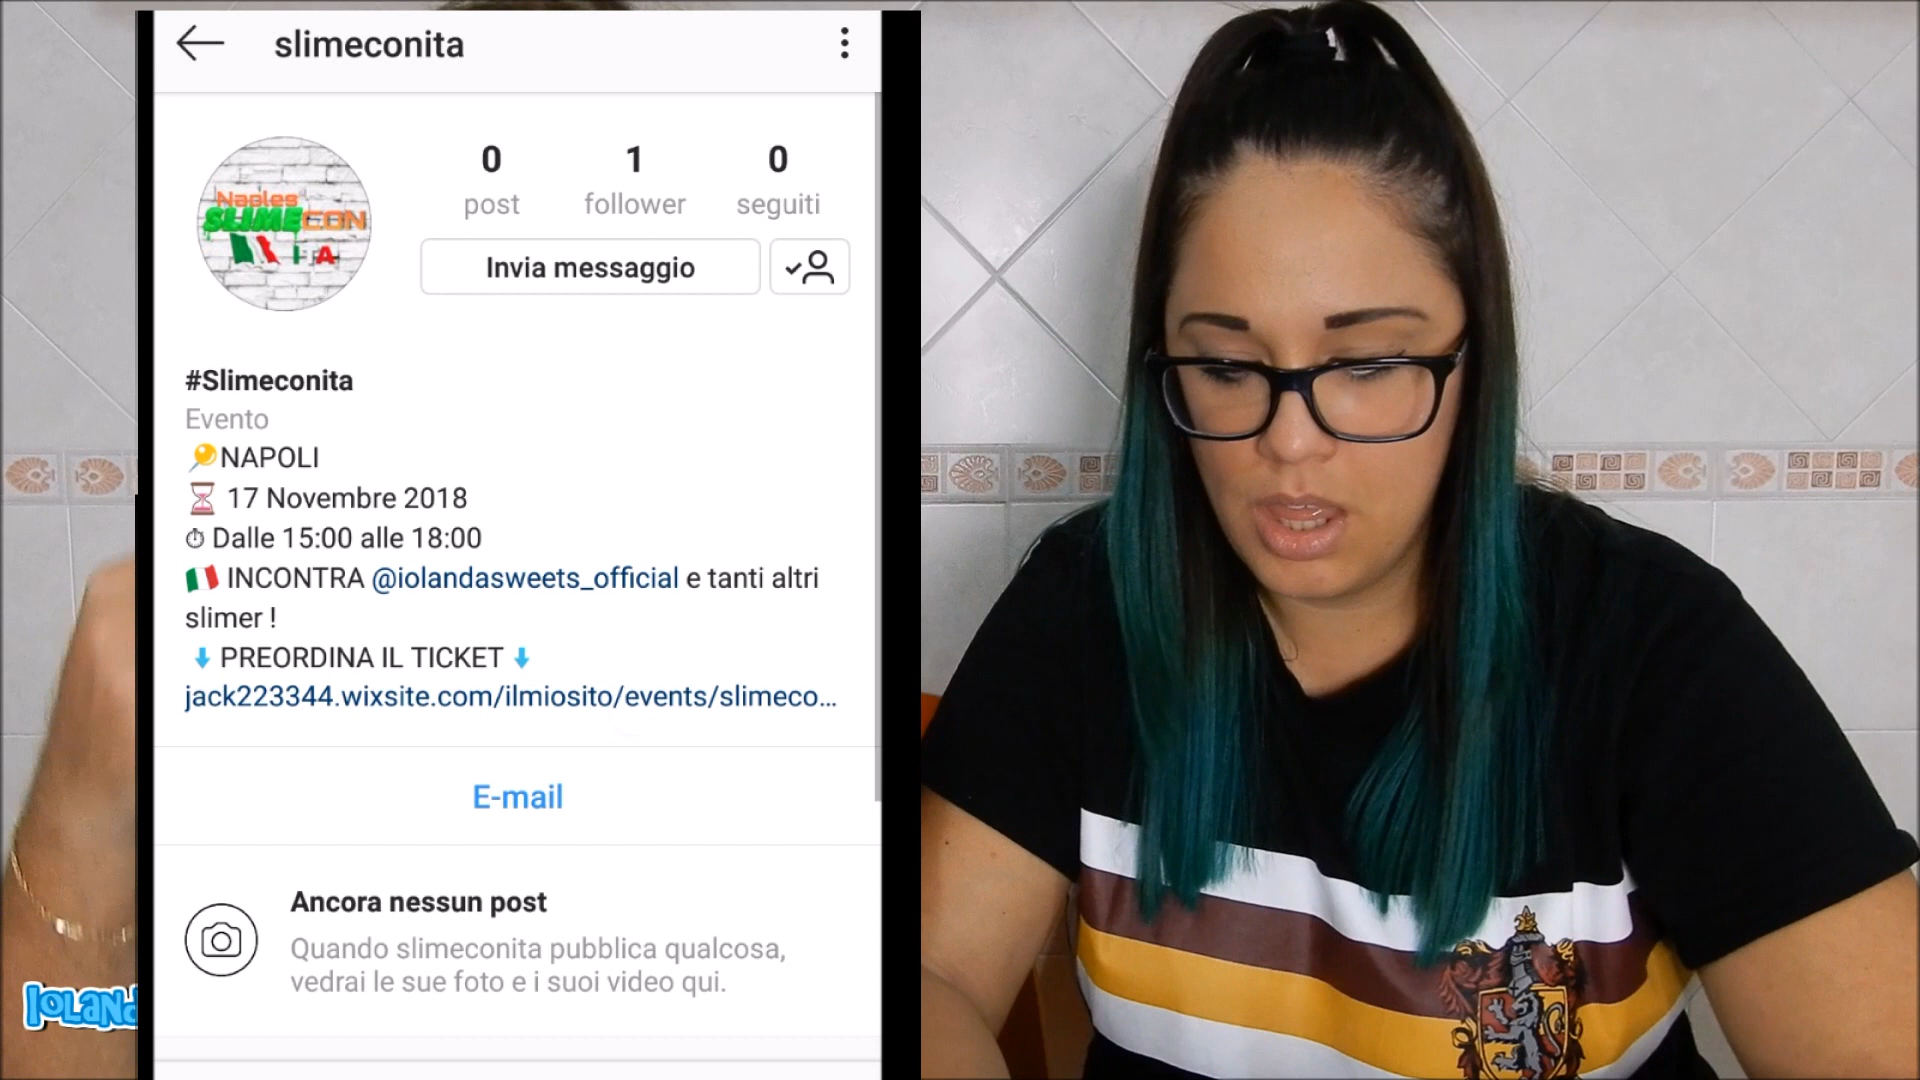 slimeconita
0 1 0
post follower seguiti
Naples
SLIMECON
Invia messaggio
#Slimeconita
Evento
NAPOLI
17 Novembre 2018
Dalle 15:00 alle 18:00
INCONTRA @iolandasweets_official e tanti altri
slimer !
PREORDINA IL TICKET
jack223344.wixsite.com/ilmiosito/events/slimeco...
E-mail
Ancora nessun post
Quando slimeconita pubblica qualcosa,
vedrai le sue foto e i suoi video qui.